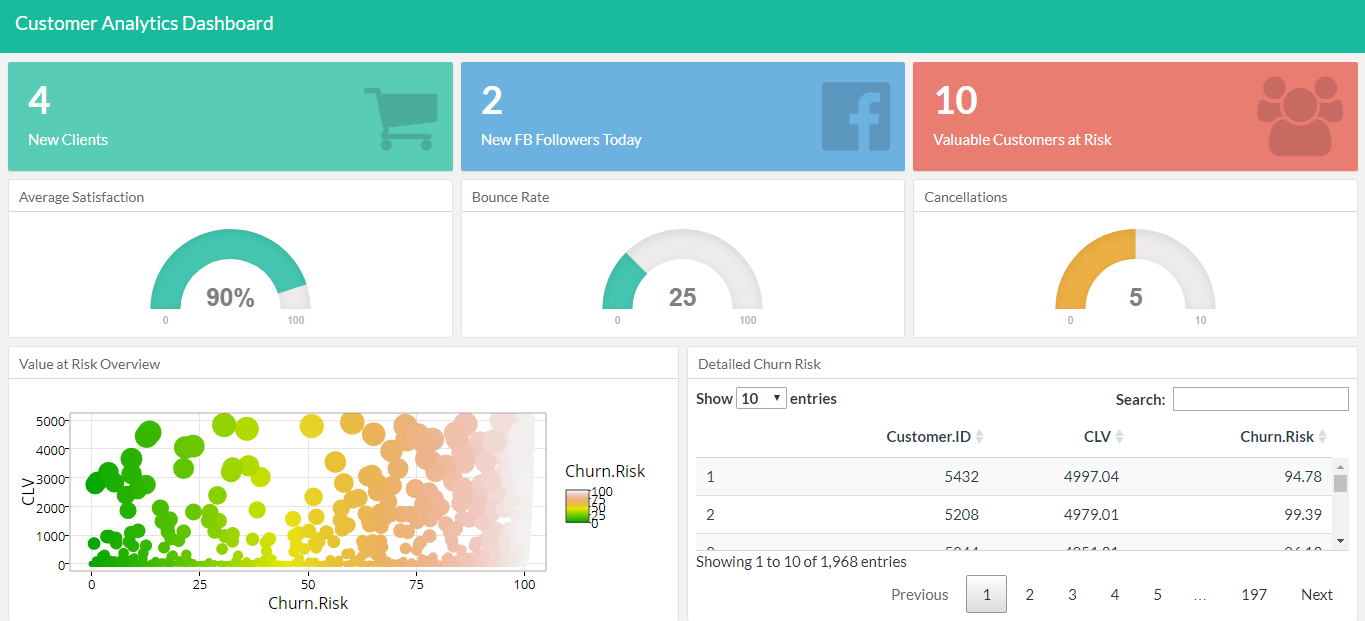 Customer Analytics Dashboard
4
New Clients
2
New FB Followers Today
10
Valuable Customers at Risk
Average Satisfaction
90%
0 100
Bounce Rate
25
0 100
Cancellations
5
0 10
Value at Risk Overview
5000
4000
3000
2000
1000
0
CLV
0 25 50 75 100
Churn.Risk
Churn.Risk
100
75
50
25
0
Detailed Churn Risk
Show 10 entries Search:
Customer.ID CLV Churn.Risk
1 5432 4997.04 94.78
2 5208 4979.01 99.39
Showing 1 to 10 of 1,968 entries
Previous 1 2 3 4 5 … 197 Next